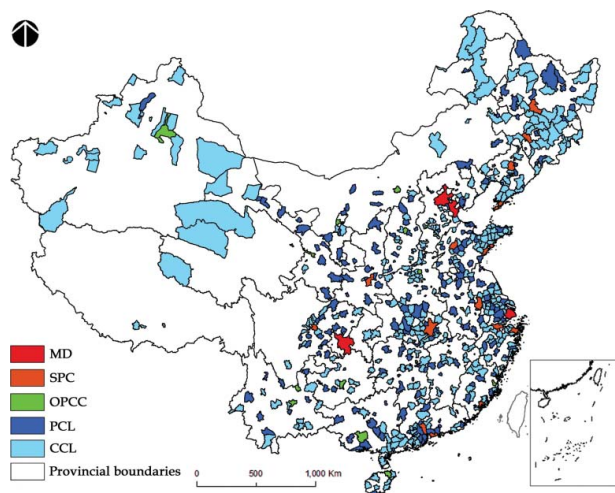 MD
SPC
OPCC
PCL
CCL
Provincial boundaries
0 500 1,000 Km